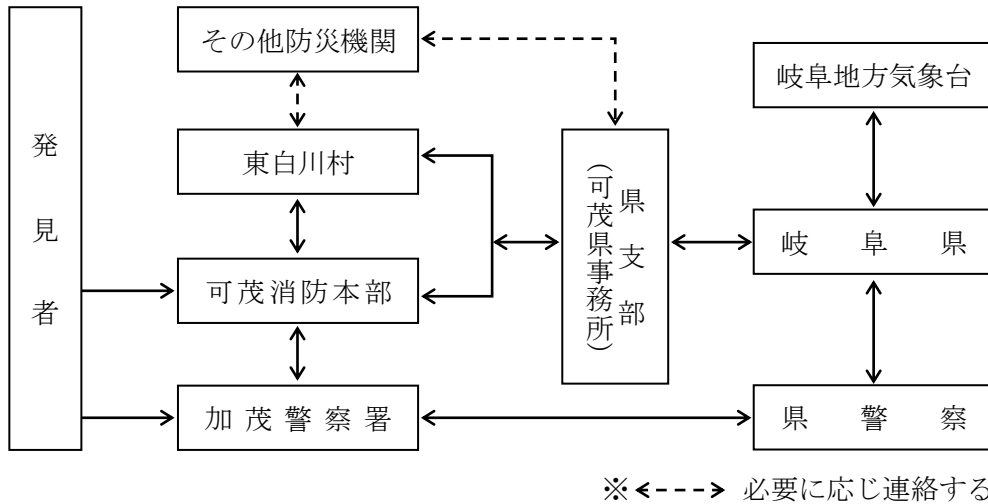 発見者
その他防災機関
東白川村
可茂消防本部
加茂警察署
県支部
(可茂県事務所)
岐阜地方気象台
岐阜県
県警察
※<---->必要に応じ連絡する